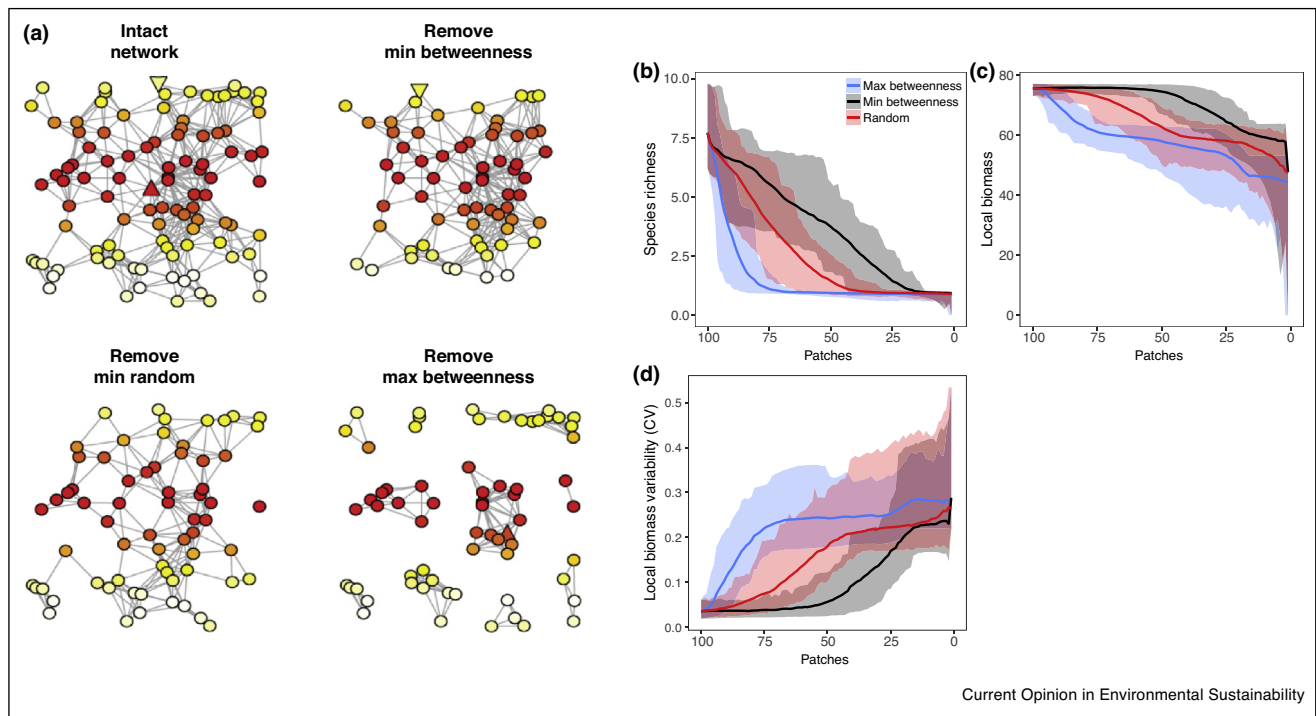 (a)
Intact
network
Remove
min betweenness
Remove
min random
Remove
max betweenness
(b)
10.0
7.5
5.0
2.5
0.0
Species richness
100
75
50
25
0
Patches
Max betweenness
Min betweenness
Random
(c)
80
60
40
20
0
Local biomass
100
75
50
25
0
Patches
(d)
0.5
0.4
0.3
0.2
0.1
0.0
Local biomass variability (CV)
100
75
50
25
0
Patches
Current Opinion in Environmental Sustainability